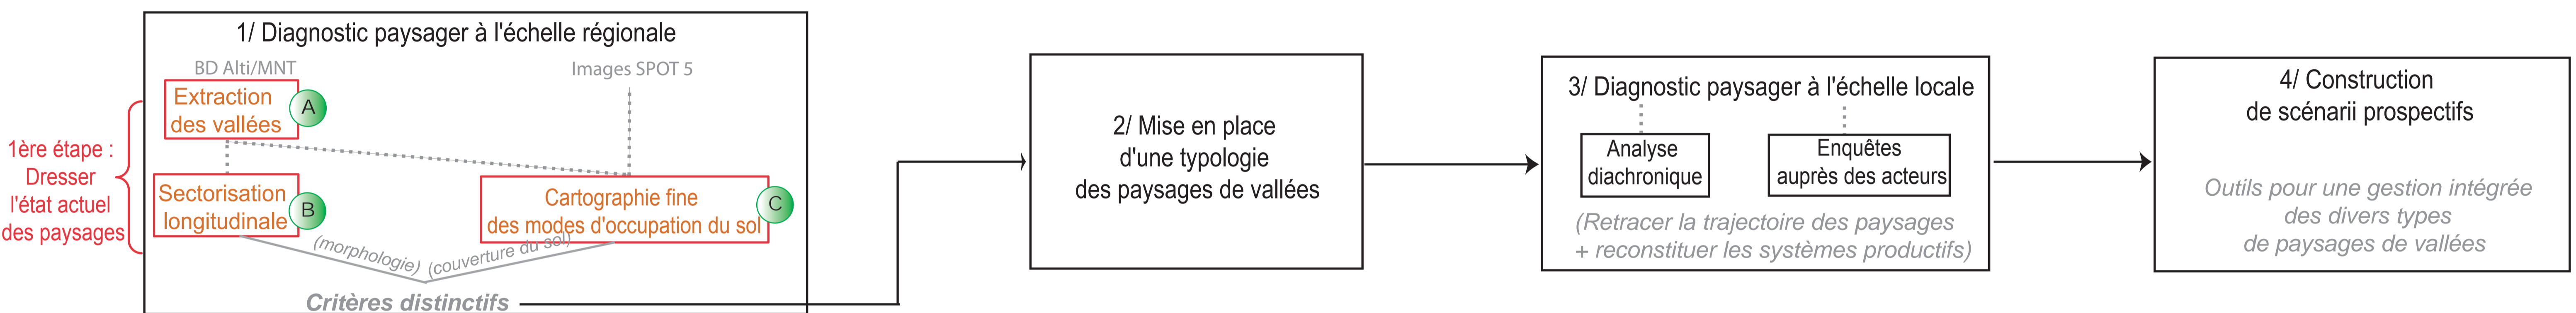 1ère étape :
Dresser
l'état actuel
des paysages
1/ Diagnostic paysager à l'échelle régionale
BD Alti/MNT
Images SPOT 5
Extraction
des vallées
A
Sectorisation
longitudinale
B
Cartographie fine
des modes d'occupation du sol
C
(morphologie)
(couverture du sol)
Critères distinctifs
2/ Mise en place
d'une typologie
des paysages de vallées
3/ Diagnostic paysager à l'échelle locale
Analyse
diachronique
Enquêtes
auprès des acteurs
(Retracer la trajectoire des paysages
+ reconstituer les systèmes productifs)
4/ Construction
de scénarii prospectifs
Outils pour une gestion intégrée
des divers types
de paysages de vallées